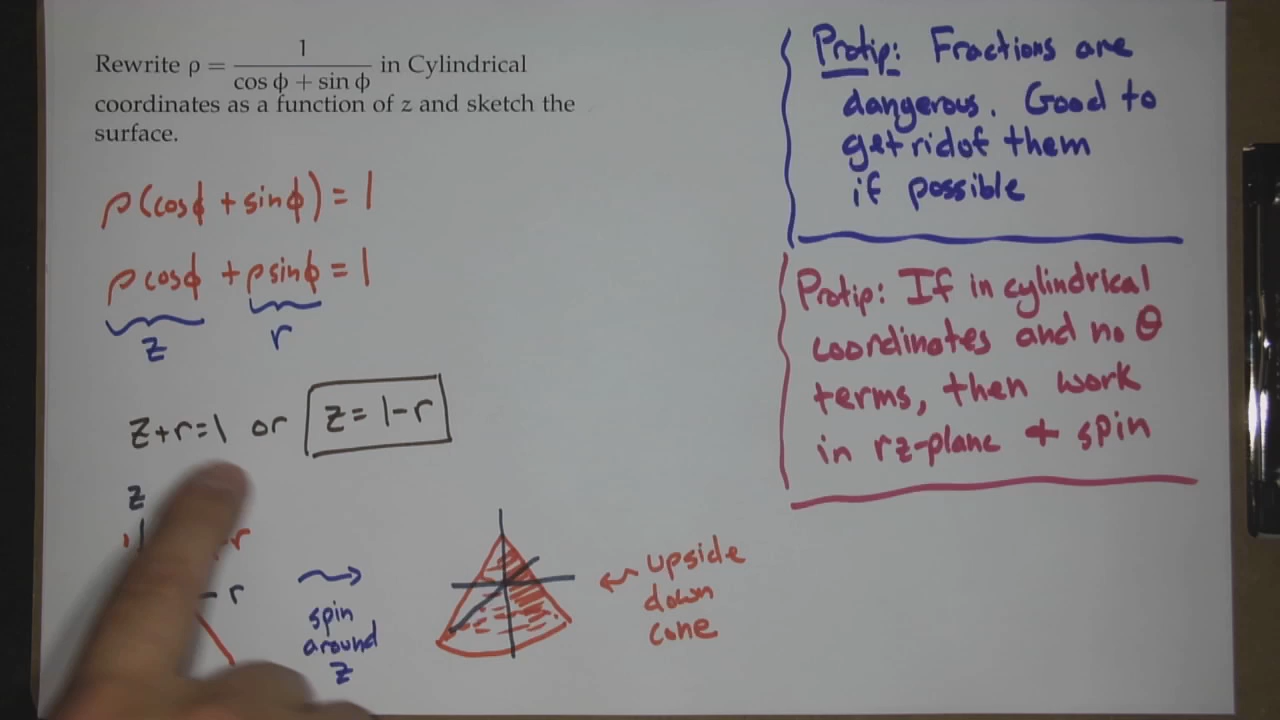 Rewrite ρ = 1 / (cos ϕ + sin ϕ) in Cylindrical
coordinates as a function of z and sketch the
surface.
ρ(cosϕ + sinϕ) = 1
ρcosϕ + ρsinϕ = 1
z r
z+r=1 or z = 1-r
z
1 r
r
spin
around
z
upside
down
cone
Protip: Fractions are
dangerous. Good to
get rid of them
if possible
Protip: If in cylindrical
coordinates and no θ
terms, then work
in rz-plane + spin